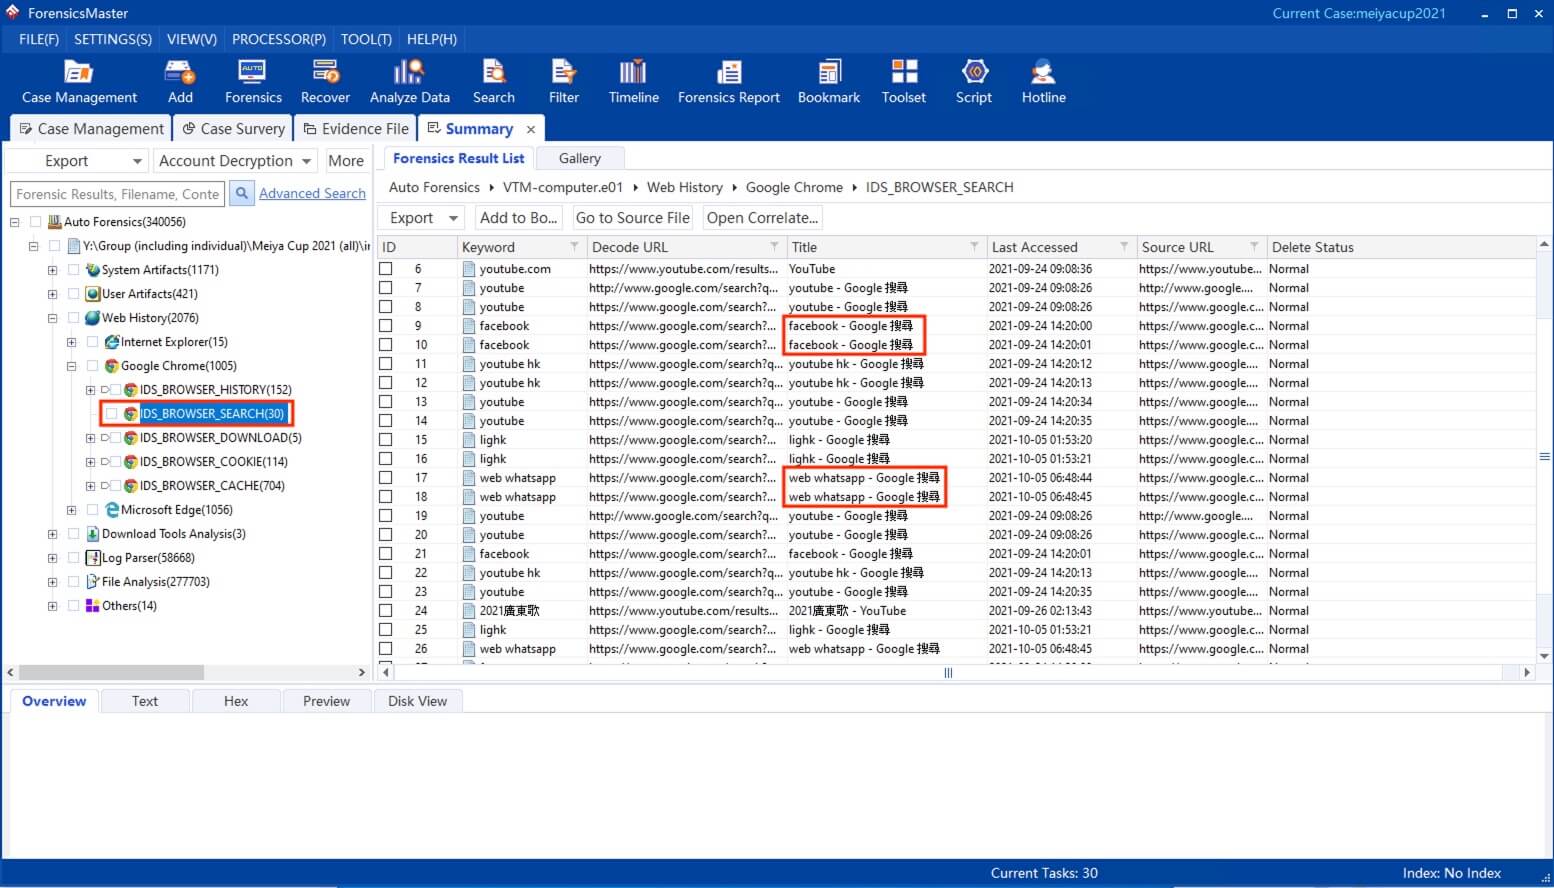 ForensicsMaster Current Case:meiyacup2021
FILE(F) SETTINGS(S) VIEW(V) PROCESSOR(P) TOOL(T) HELP(H)
AUTO
Case Management Add Forensics Recover Analyze Data Search Filter Timeline Forensics Report Bookmark Toolset Script Hotline
Case Management Case Survery Evidence File Summary
Export Account Decryption More
Forensic Results, Filename, Conte Advanced Search
Auto Forensics(340056)
Y:\Group (including individual)\Meiya Cup 2021 (all)\ir
System Artifacts(1171)
User Artifacts(421)
Web History(2076)
Internet Explorer(15)
Google Chrome(1005)
IDS_BROWSER_HISTORY(152)
IDS_BROWSER_SEARCH(30)
IDS_BROWSER_DOWNLOAD(5)
IDS_BROWSER_COOKIE(114)
IDS_BROWSER_CACHE(704)
Microsoft Edge(1056)
Download Tools Analysis(3)
Log Parser(58668)
File Analysis(277703)
Others(14)
Forensics Result List Gallery
Auto Forensics VTM-computer.e01 Web History Google Chrome IDS_BROWSER_SEARCH
Export Add to Bo... Go to Source File Open Correlate...
ID Keyword Decode URL Title Last Accessed Source URL Delete Status
6 youtube.com https://www.youtube.com/results... YouTube 2021-09-24 09:08:36 https://www.youtube... Normal
7 youtube http://www.google.com/search?q... youtube - Google 搜尋 2021-09-24 09:08:26 http://www.google.... Normal
8 youtube https://www.google.com/search?... youtube - Google 搜尋 2021-09-24 09:08:26 https://www.google.... Normal
9 facebook https://www.google.com/search?... facebook - Google 搜尋 2021-09-24 14:20:00 https://www.google.c... Normal
10 facebook https://www.google.com/search?... facebook - Google 搜尋 2021-09-24 14:20:01 https://www.google.c... Normal
11 youtube hk https://www.google.com/search?q... youtube hk - Google 搜尋 2021-09-24 14:20:12 https://www.google.... Normal
12 youtube hk https://www.google.com/search?q... youtube hk - Google 搜尋 2021-09-24 14:20:13 https://www.google.... Normal
13 youtube https://www.google.com/search?... youtube - Google 搜尋 2021-09-24 14:20:34 https://www.google.c... Normal
14 youtube https://www.google.com/search?... youtube - Google 搜尋 2021-09-24 14:20:35 https://www.google.c... Normal
15 lighk https://www.google.com/search?... lighk - Google 搜尋 2021-10-05 01:53:20 https://www.google.c... Normal
16 lighk https://www.google.com/search?... lighk - Google 搜尋 2021-10-05 01:53:21 https://www.google.c... Normal
17 web whatsapp https://www.google.com/search?... web whatsapp - Google 搜尋 2021-10-05 06:48:44 https://www.google.c... Normal
18 web whatsapp https://www.google.com/search?... web whatsapp - Google 搜尋 2021-10-05 06:48:45 https://www.google.c... Normal
19 youtube http://www.google.com/search?q... youtube - Google 搜尋 2021-09-24 09:08:26 http://www.google.... Normal
20 youtube https://www.google.com/search?... youtube - Google 搜尋 2021-09-24 09:08:26 https://www.google.... Normal
21 facebook https://www.google.com/search?... facebook - Google 搜尋 2021-09-24 14:20:01 https://www.google.c... Normal
22 youtube hk https://www.google.com/search?q... youtube hk - Google 搜尋 2021-09-24 14:20:13 https://www.google.... Normal
23 youtube https://www.google.com/search?... youtube - Google 搜尋 2021-09-24 14:20:35 https://www.google.c... Normal
24 2021廣東歌 https://www.youtube.com/results... 2021廣東歌 - YouTube 2021-09-26 02:13:43 https://www.youtube... Normal
25 lighk https://www.google.com/search?... lighk - Google 搜尋 2021-10-05 01:53:21 https://www.google.c... Normal
26 web whatsapp https://www.google.com/search?... web whatsapp - Google 搜尋 2021-10-05 06:48:45 https://www.google.c... Normal
Overview Text Hex Preview Disk View
Current Tasks: 30 Index: No Index